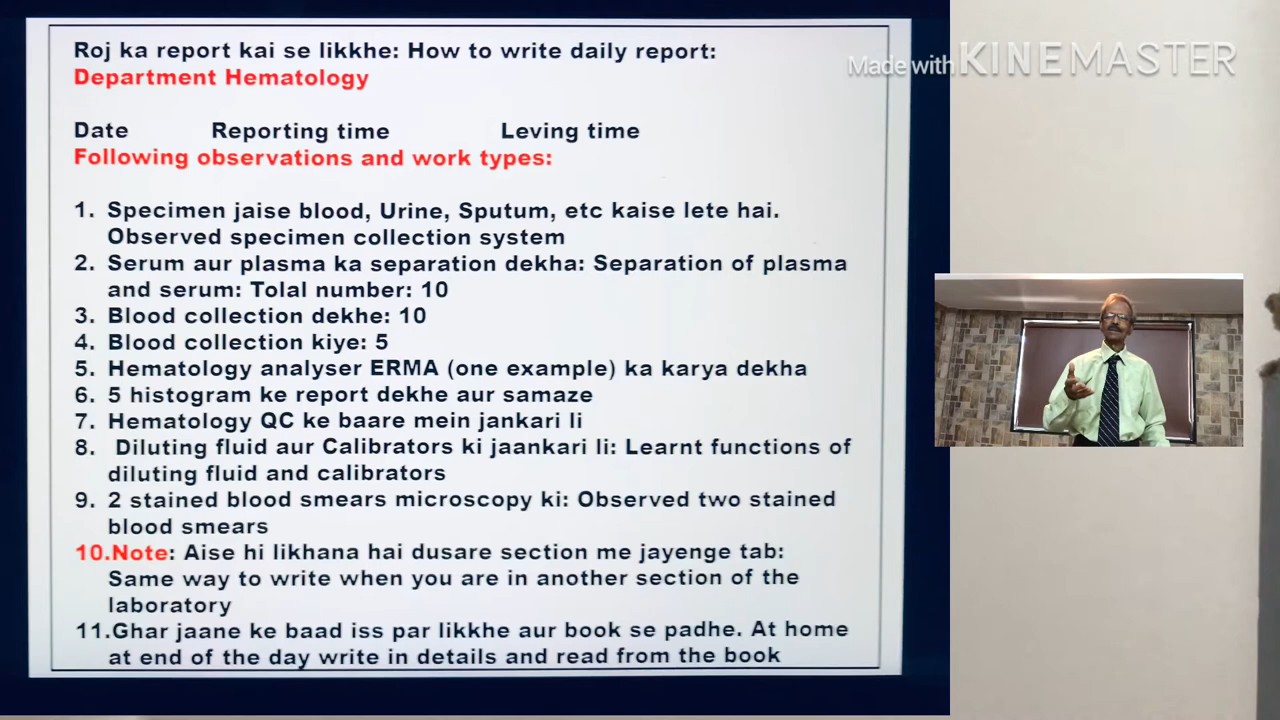 Roj ka report kai se likkhe: How to write daily report:
Department Hematology
Made with KINEMASTER
Date Reporting time Leving time
Following observations and work types:
1. Specimen jaise blood, Urine, Sputum, etc kaise lete hai.
Observed specimen collection system
2. Serum aur plasma ka separation dekha: Separation of plasma
and serum: Tolal number: 10
3. Blood collection dekhe: 10
4. Blood collection kiye: 5
5. Hematology analyser ERMA (one example) ka karya dekha
6. 5 histogram ke report dekhe aur samaze
7. Hematology QC ke baare mein jankari li
8. Diluting fluid aur Calibrators ki jaankari li: Learnt functions of
diluting fluid and calibrators
9. 2 stained blood smears microscopy ki: Observed two stained
blood smears
10.Note: Aise hi likhana hai dusare section me jayenge tab:
Same way to write when you are in another section of the
laboratory
11.Ghar jaane ke baad iss par likkhe aur book se padhe. At home
at end of the day write in details and read from the book